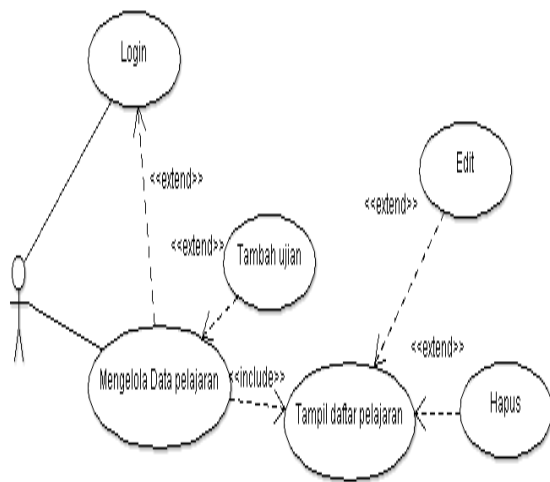 Login
<<extend>>
Edit
<<extend>>
<<extend>>
Tambah ujian
<<extend>>
Mengelola Data pelajaran
<<include>>
Tampil daftar pelajaran
Hapus